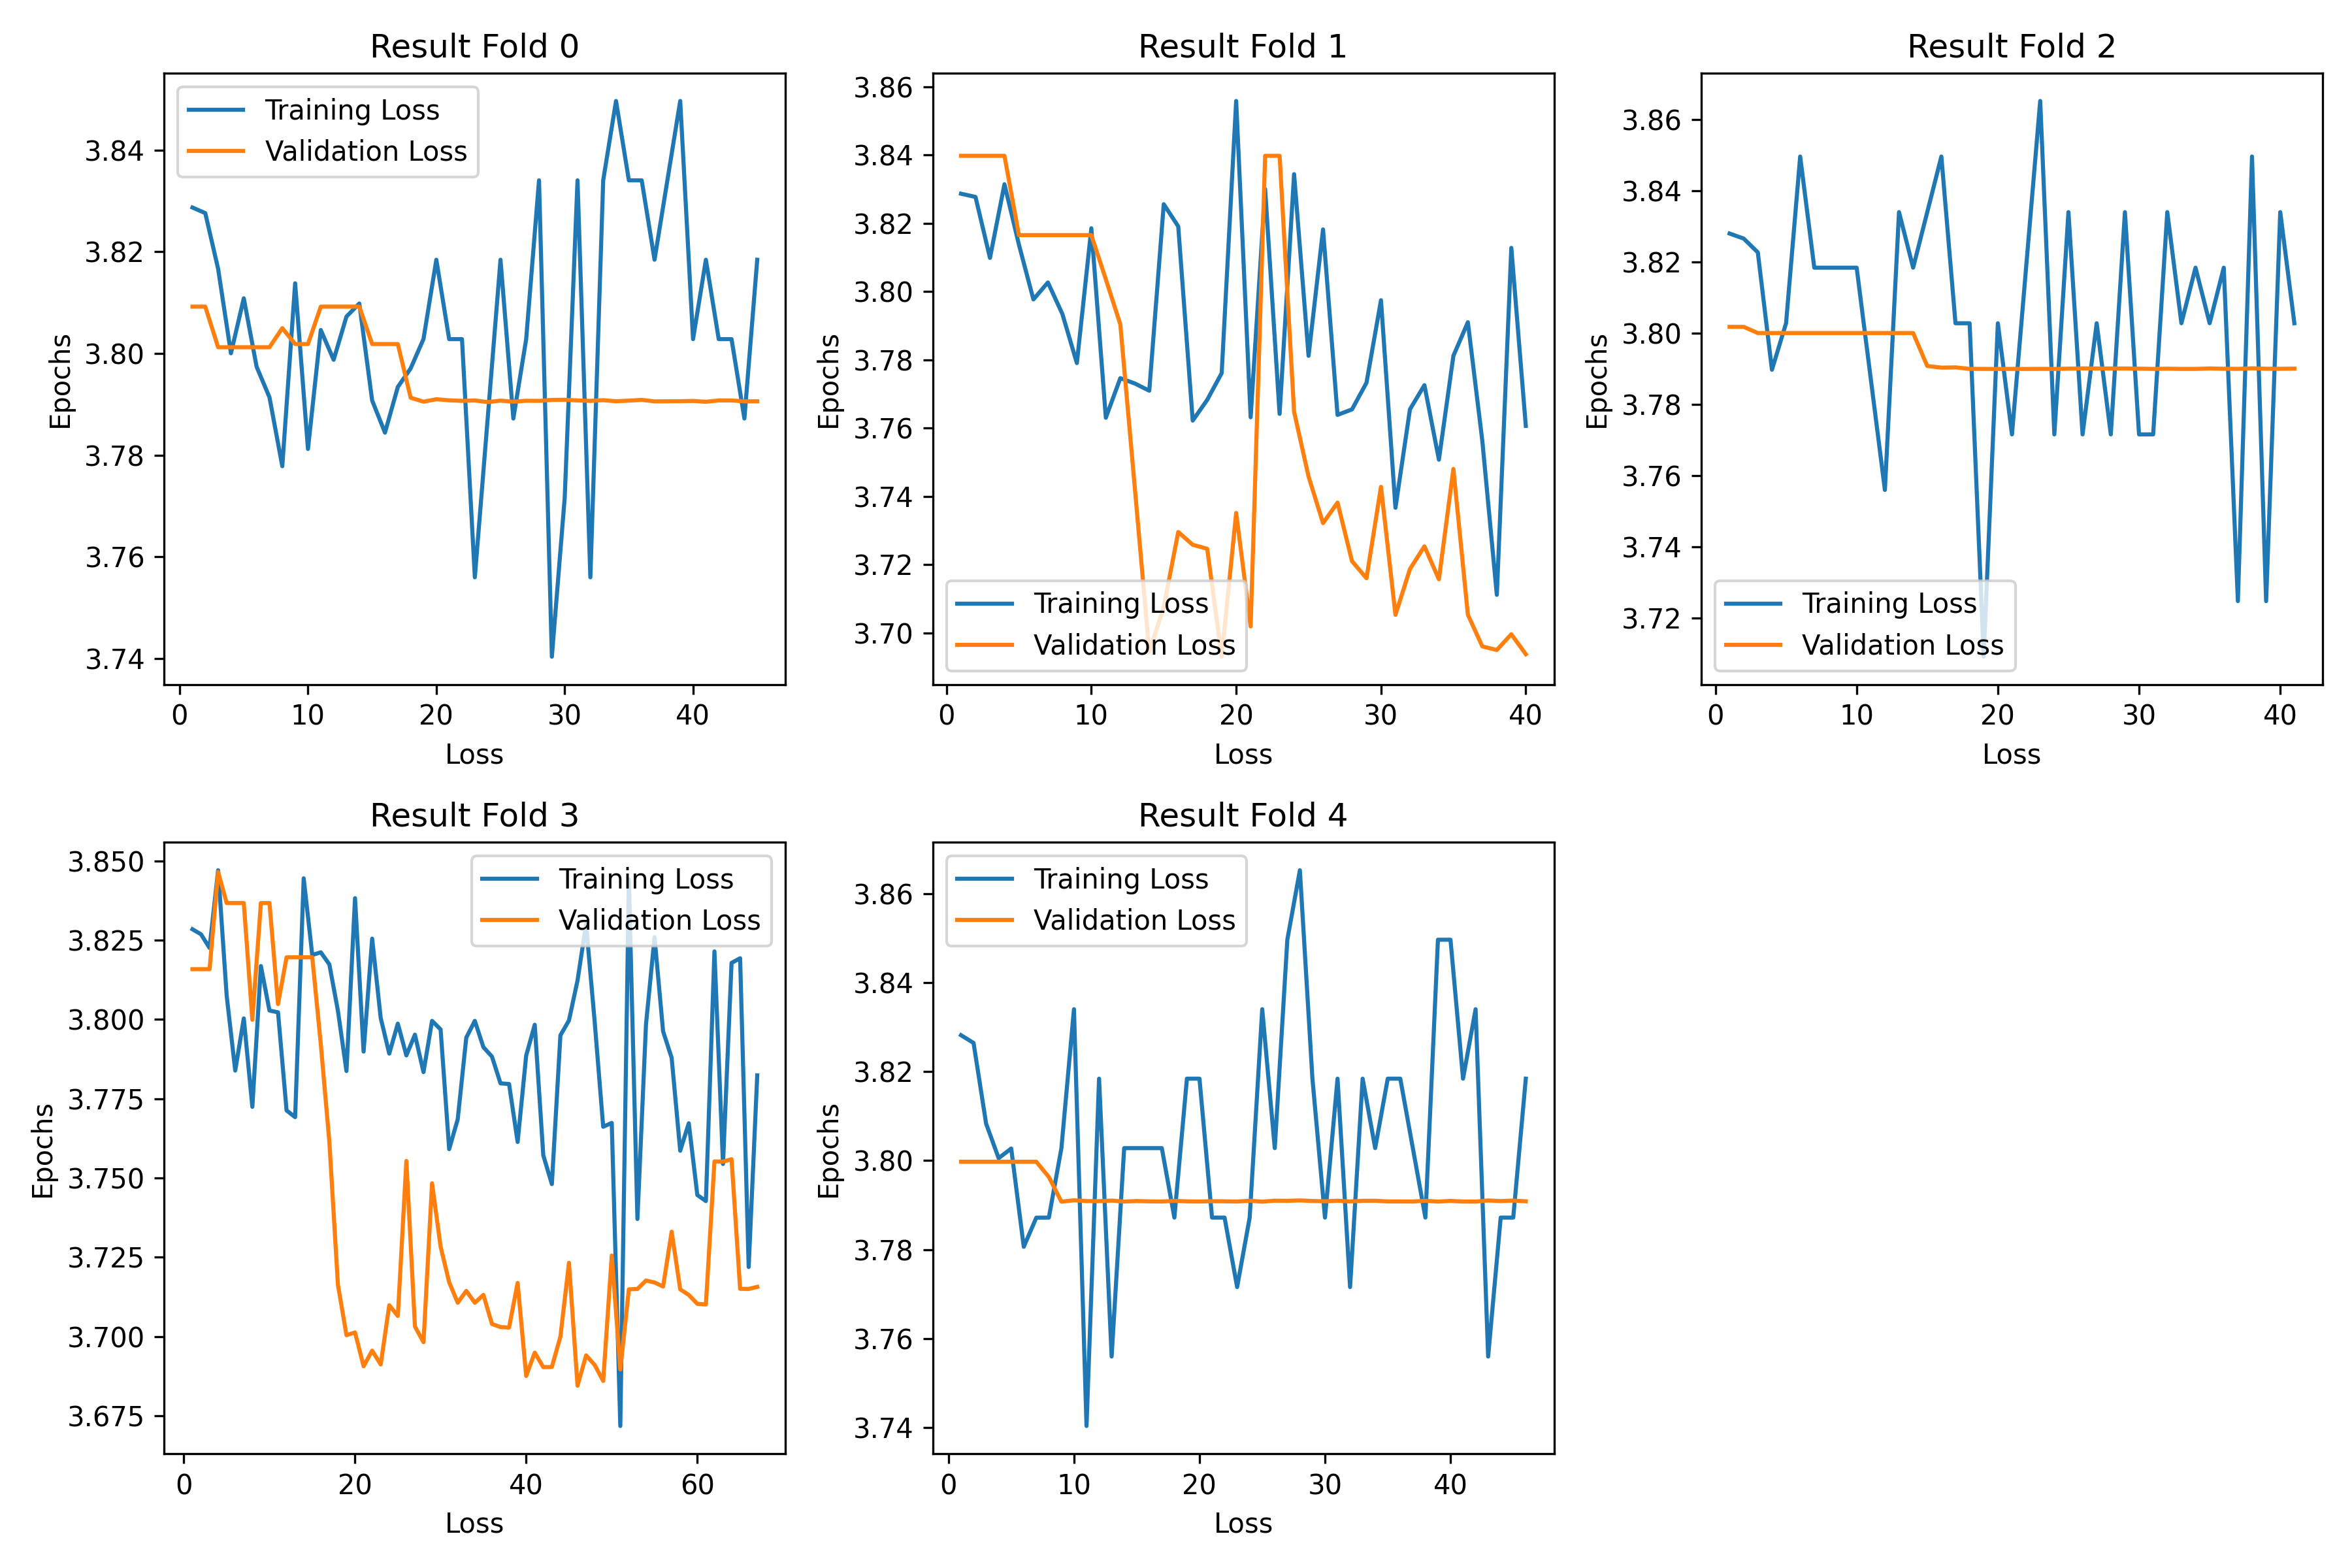 Result Fold 0
Training Loss
Validation Loss
3.84
3.82
3.80
3.78
3.76
3.74
Epochs
0 10 20 30 40
Loss
Result Fold 1
3.86
3.84
3.82
3.80
3.78
3.76
3.74
3.72
3.70
Epochs
Training Loss
Validation Loss
0 10 20 30 40
Loss
Result Fold 2
3.86
3.84
3.82
3.80
3.78
3.76
3.74
3.72
Epochs
Training Loss
Validation Loss
0 10 20 30 40
Loss
Result Fold 3
Training Loss
Validation Loss
3.850
3.825
3.800
3.775
3.750
3.725
3.700
3.675
Epochs
0 20 40 60
Loss
Result Fold 4
Training Loss
Validation Loss
3.86
3.84
3.82
3.80
3.78
3.76
3.74
Epochs
0 10 20 30 40
Loss